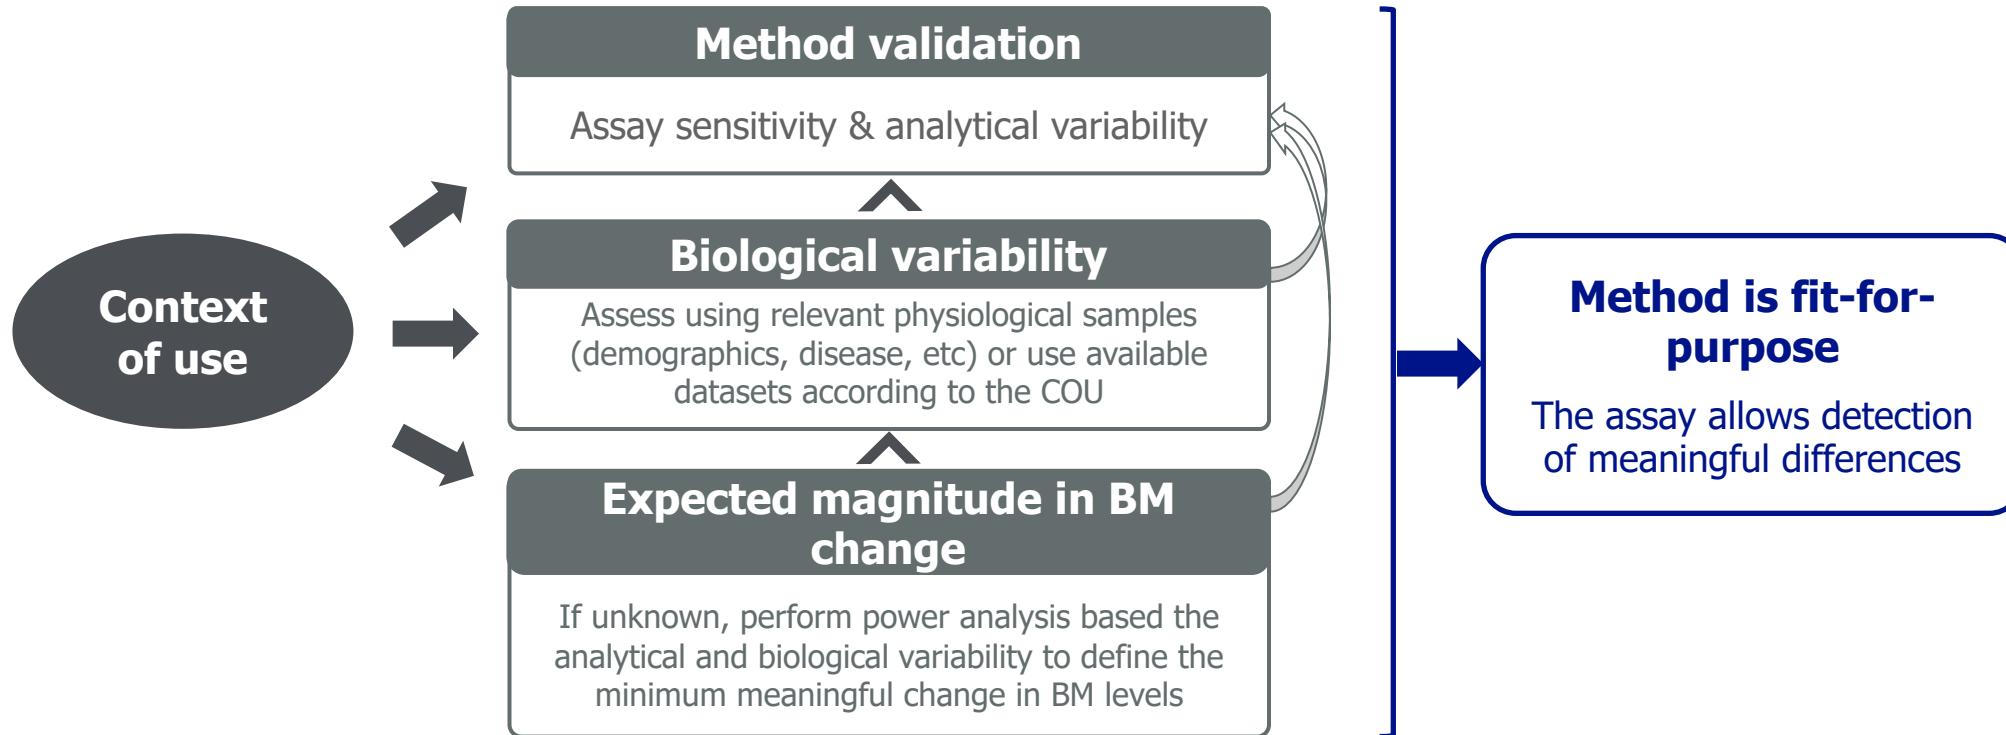 Context
of use
Method validation
Assay sensitivity & analytical variability
Biological variability
Assess using relevant physiological samples
(demographics, disease, etc) or use available
datasets according to the COU
Expected magnitude in BM
change
If unknown, perform power analysis based the
analytical and biological variability to define the
minimum meaningful change in BM levels
Method is fit-for-
purpose
The assay allows detection
of meaningful differences